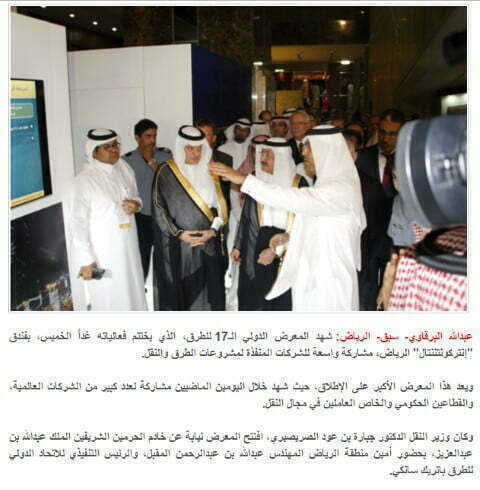 عبدالله البرقاوي- سبق- الرياض: شهد المعرض الدولي الـ17 للطرق، الذي يختتم فعالياته غداً الخميس، بفندق
"إنتركونتننتال" الرياض، مشاركة واسعة للشركات المنفذة لمشروعات الطرق والنقل.
ويعد هذا المعرض الأكبر على الإطلاق، حيث شهد خلال اليومين الماضيين مشاركة لعدد كبير من الشركات العالمية،
والقطاعين الحكومي والخاص العاملين في مجال النقل.
وكان وزير النقل الدكتور جبارة بن عود الصريصيري، افتتح المعرض نيابة عن خادم الحرمين الشريفين الملك عبدالله بن
عبدالعزيز، بحضور أمين منطقة الرياض المهندس عبدالله بن عبدالرحمن المقبل، والرئيس التنفيذي للاتحاد الدولي
للطرق باتريك سانكي.